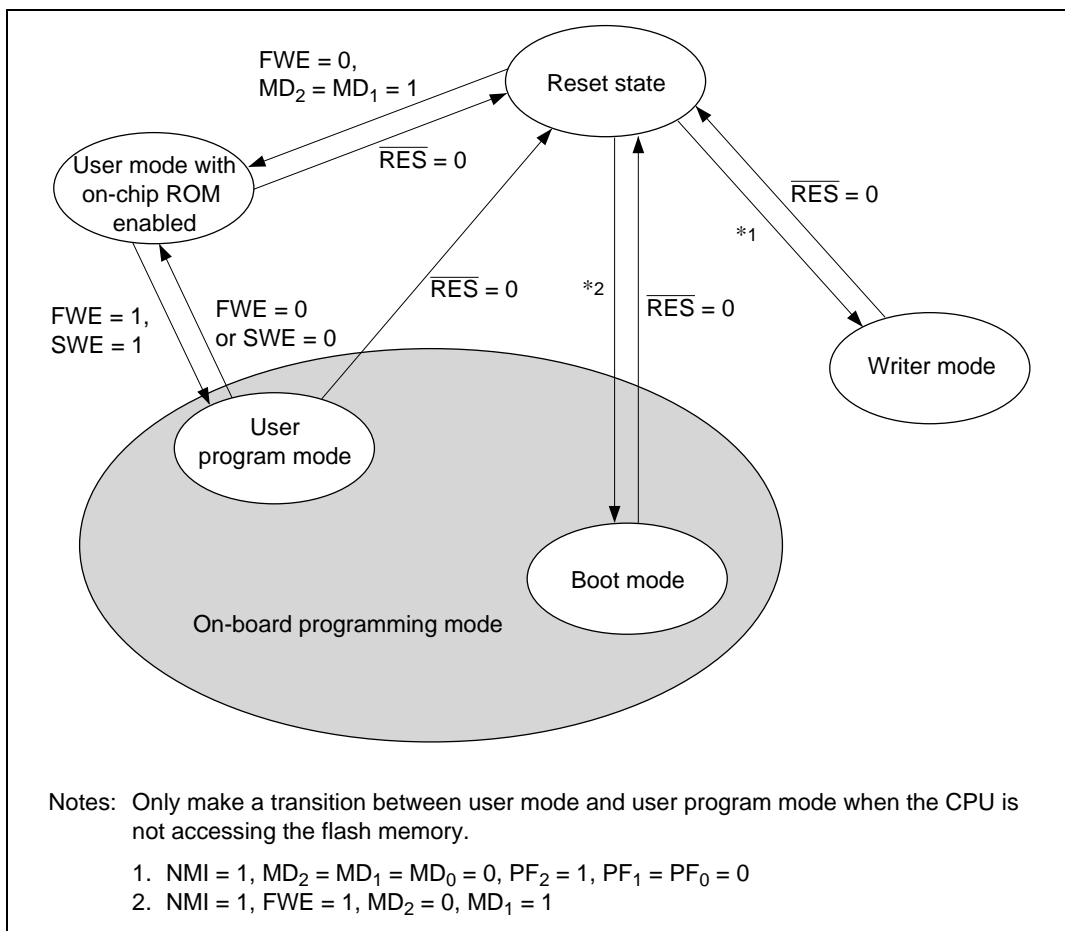 FWE = 0,
MD₂ = MD₁ = 1
Reset state
R̅E̅S̅ = 0
User mode with
on-chip ROM
enabled
R̅E̅S̅ = 0
*1
FWE = 1,
SWE = 1
FWE = 0
or SWE = 0
R̅E̅S̅ = 0
*2
R̅E̅S̅ = 0
Writer mode
User
program mode
Boot mode
On-board programming mode
Notes: Only make a transition between user mode and user program mode when the CPU is
not accessing the flash memory.
1. NMI = 1, MD₂ = MD₁ = MD₀ = 0, PF₂ = 1, PF₁ = PF₀ = 0
2. NMI = 1, FWE = 1, MD₂ = 0, MD₁ = 1